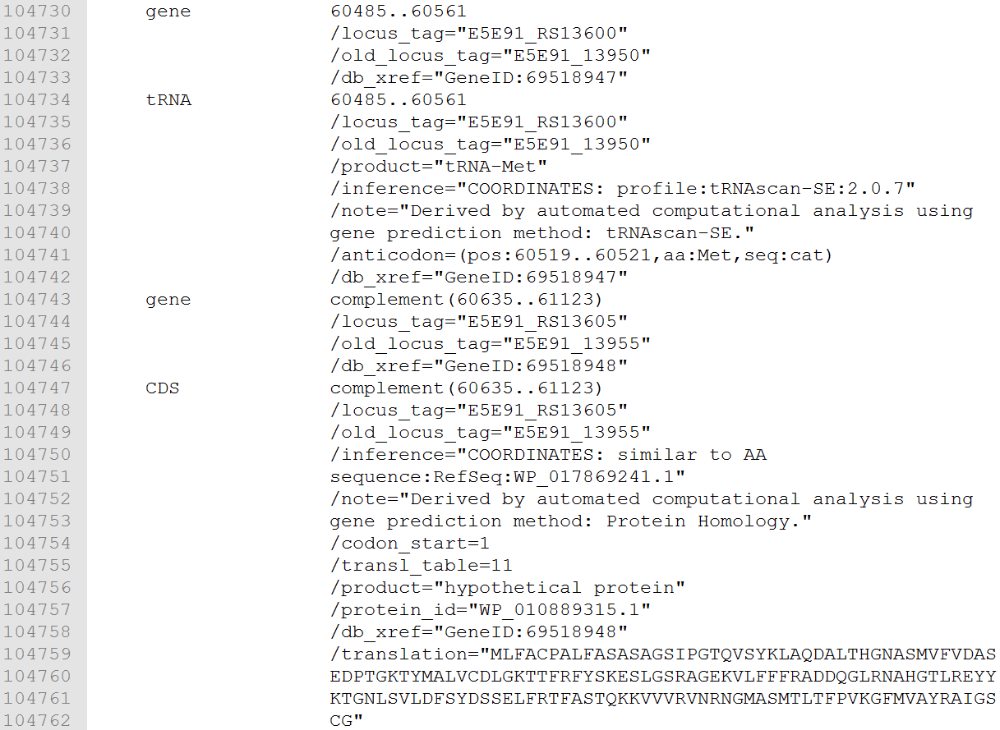 104730 gene 60485..60561
104731 /locus_tag="E5E91_RS13600"
104732 /old_locus_tag="E5E91_13950"
104733 /db_xref="GeneID:69518947"
104734 tRNA 60485..60561
104735 /locus_tag="E5E91_RS13600"
104736 /old_locus_tag="E5E91_13950"
104737 /product="tRNA-Met"
104738 /inference="COORDINATES: profile:tRNAscan-SE:2.0.7"
104739 /note="Derived by automated computational analysis using
104740 gene prediction method: tRNAscan-SE."
104741 /anticodon=(pos:60519..60521,aa:Met,seq:cat)
104742 /db_xref="GeneID:69518947"
104743 gene complement(60635..61123)
104744 /locus_tag="E5E91_RS13605"
104745 /old_locus_tag="E5E91_13955"
104746 /db_xref="GeneID:69518948"
104747 CDS complement(60635..61123)
104748 /locus_tag="E5E91_RS13605"
104749 /old_locus_tag="E5E91_13955"
104750 /inference="COORDINATES: similar to AA
104751 sequence:RefSeq:WP_017869241.1"
104752 /note="Derived by automated computational analysis using
104753 gene prediction method: Protein Homology."
104754 /codon_start=1
104755 /transl_table=11
104756 /product="hypothetical protein"
104757 /protein_id="WP_010889315.1"
104758 /db_xref="GeneID:69518948"
104759 /translation="MLFACPALFASASAGSIPGTQVSYKLAQDALTHGNASMVFVDAS
104760 EDPTGKTYMALVCDLGKTTFRFYSKESLGSRAGEKVLFFFRADDQGLRNAHGTLREYY
104761 KTGNLSVLDFSYDSSELFRTFASTQKKVVVRVNRNGMASMTLTFPVKGFMVAYRAIGS
104762 CG"